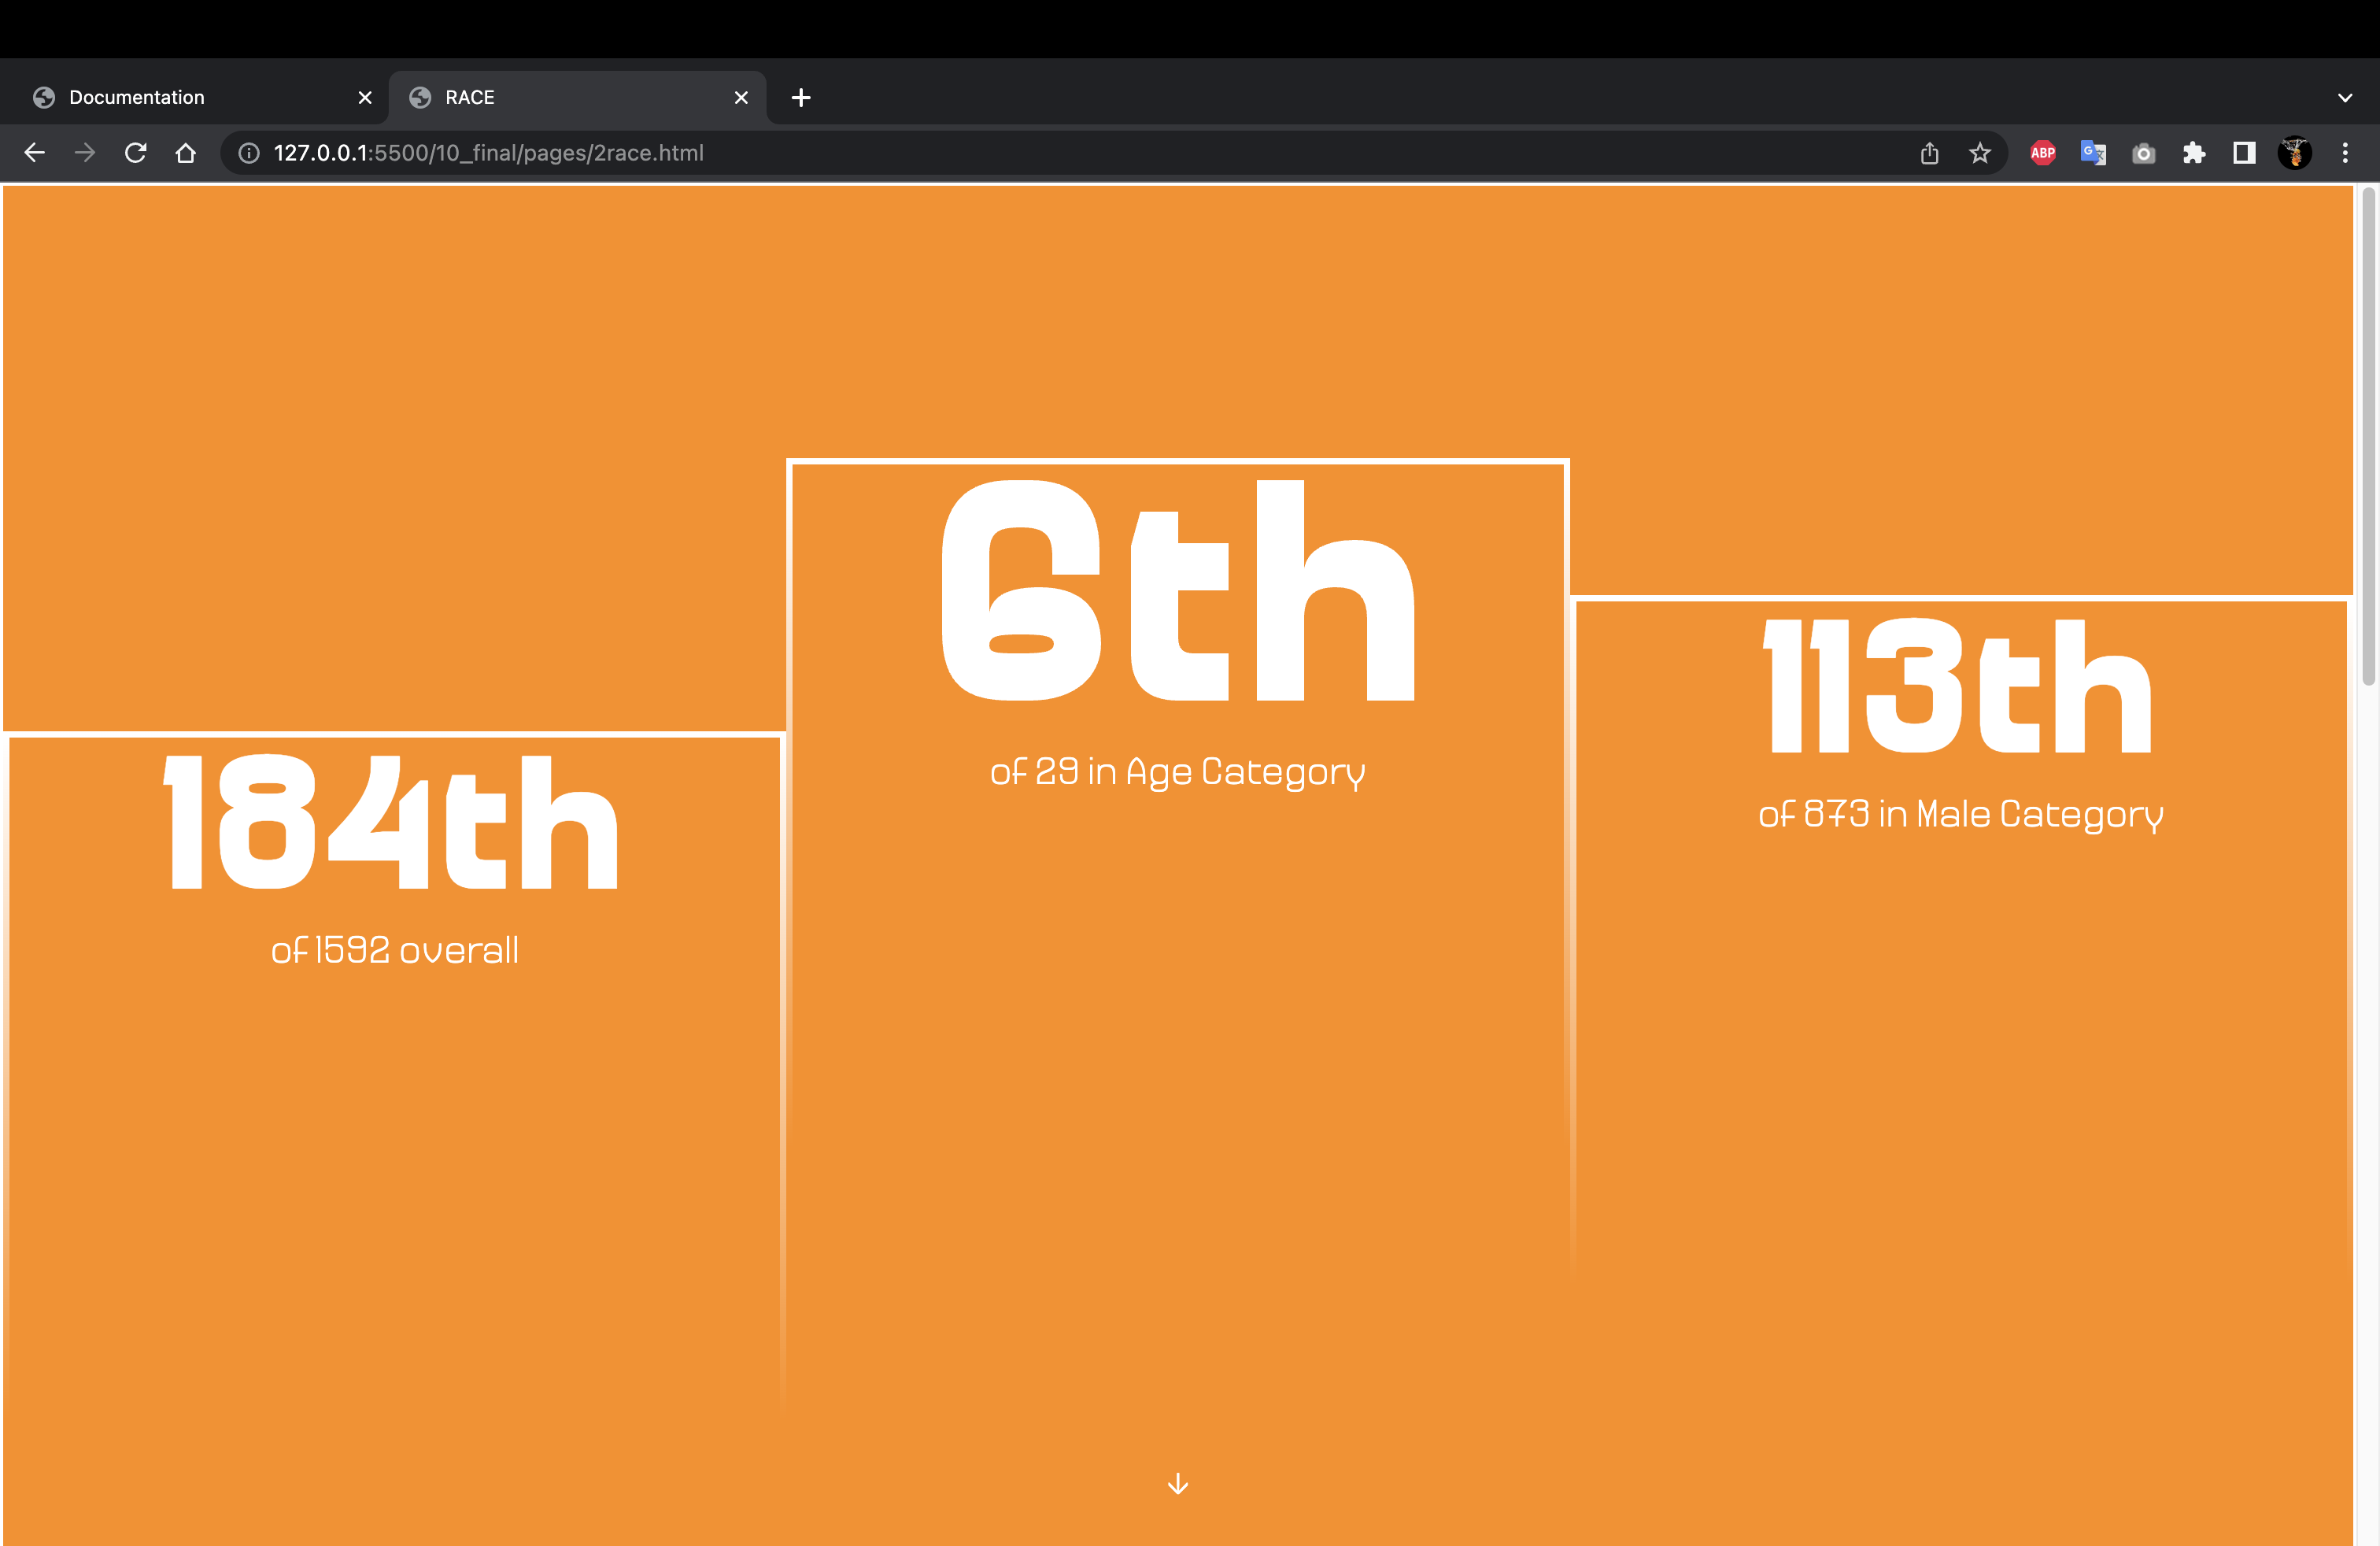 Documentation
RACE
127.0.0.1:5500/10_final/pages/2race.html
ABP
G
6th
of 29 in Age Category
113th
of 873 in Male Category
184th
of 1592 overall